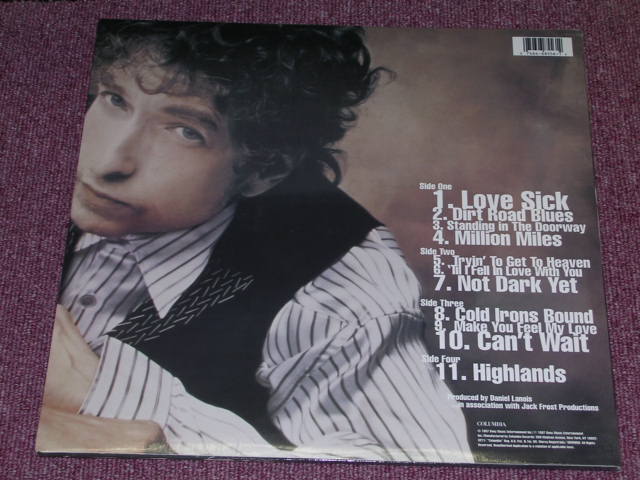 Side One
1. Love Sick
2. Dirt Road Blues
3. Standing in The Doorway
4. Million Miles
Side Two
5. Tryin' To Get To Heaven
6. 'Til I Fell In Love With You
7. Not Dark Yet
Side Three
8. Cold Irons Bound
9. Make You Feel My Love
10. Can't Wait
Side Four
11. Highlands
Produced by Daniel Lanois
in association with Jack Frost Productions
COLUMBIA